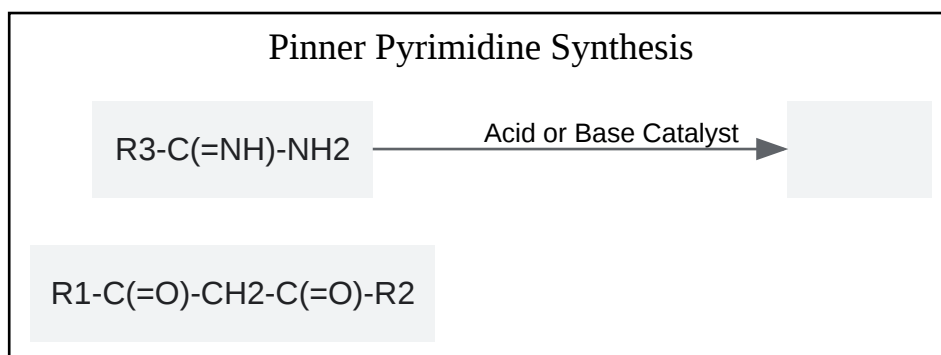 Pinner Pyrimidine Synthesis
R3-C(=NH)-NH2
Acid or Base Catalyst
R1-C(=O)-CH2-C(=O)-R2